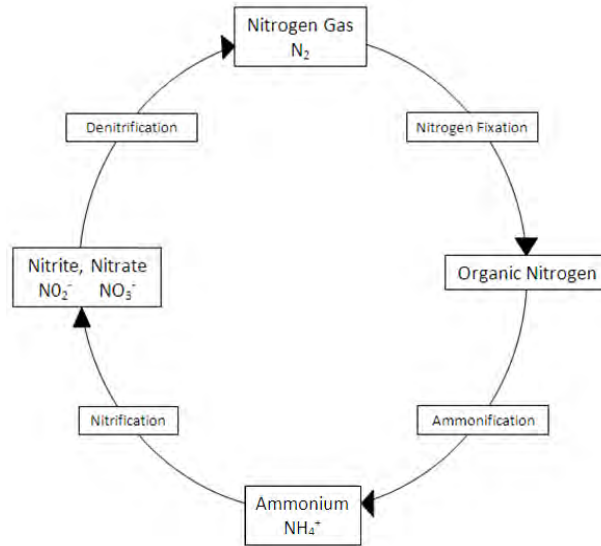 Nitrogen Gas
N₂
Denitrification
Nitrogen Fixation
Nitrite, Nitrate
N0₂⁻ NO₃⁻
Organic Nitrogen
Nitrification
Ammonification
Ammonium
NH₄⁺